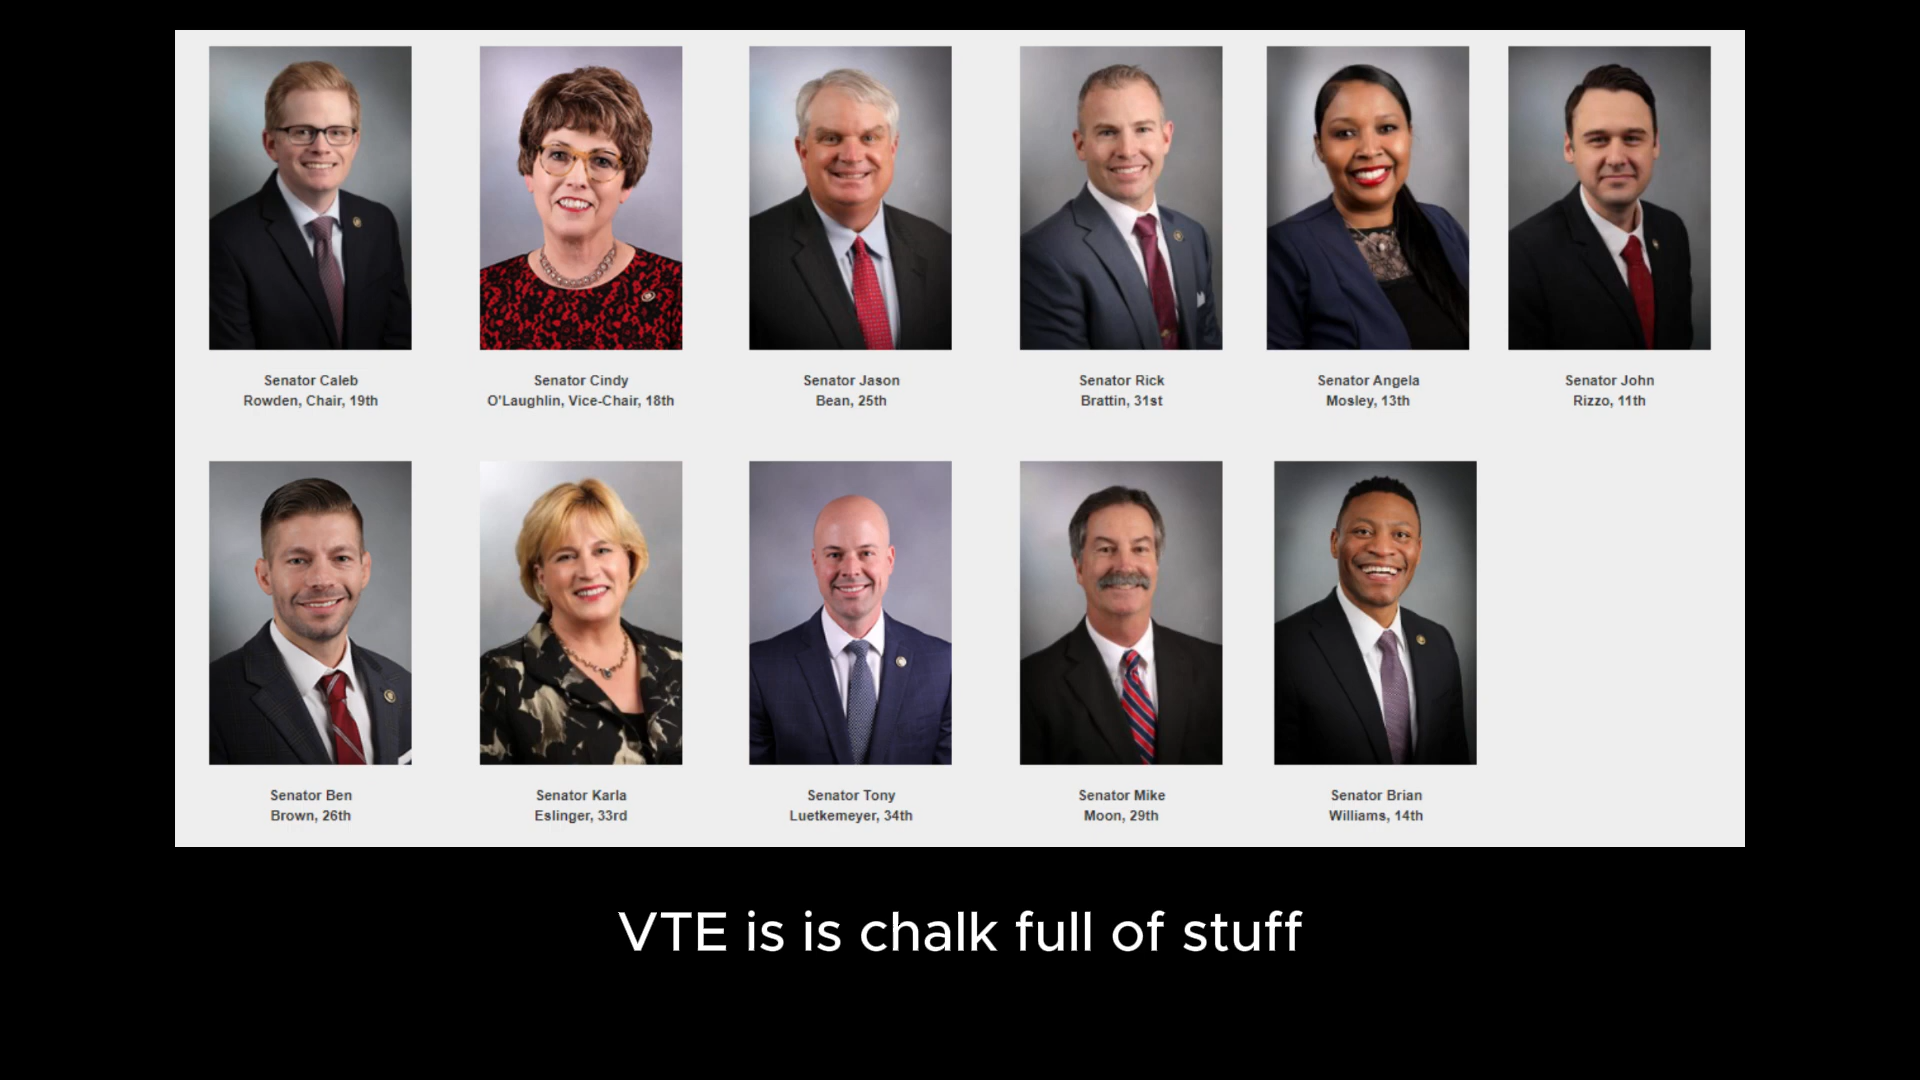 Senator Caleb
Rowden, Chair, 19th
Senator Cindy
O'Laughlin, Vice-Chair, 18th
Senator Jason
Bean, 25th
Senator Rick
Brattin, 31st
Senator Angela
Mosley, 13th
Senator John
Rizzo, 11th
Senator Ben
Brown, 26th
Senator Karla
Eslinger, 33rd
Senator Tony
Luetkemeyer, 34th
Senator Mike
Moon, 29th
Senator Brian
Williams, 14th
VTE is is chalk full of stuff